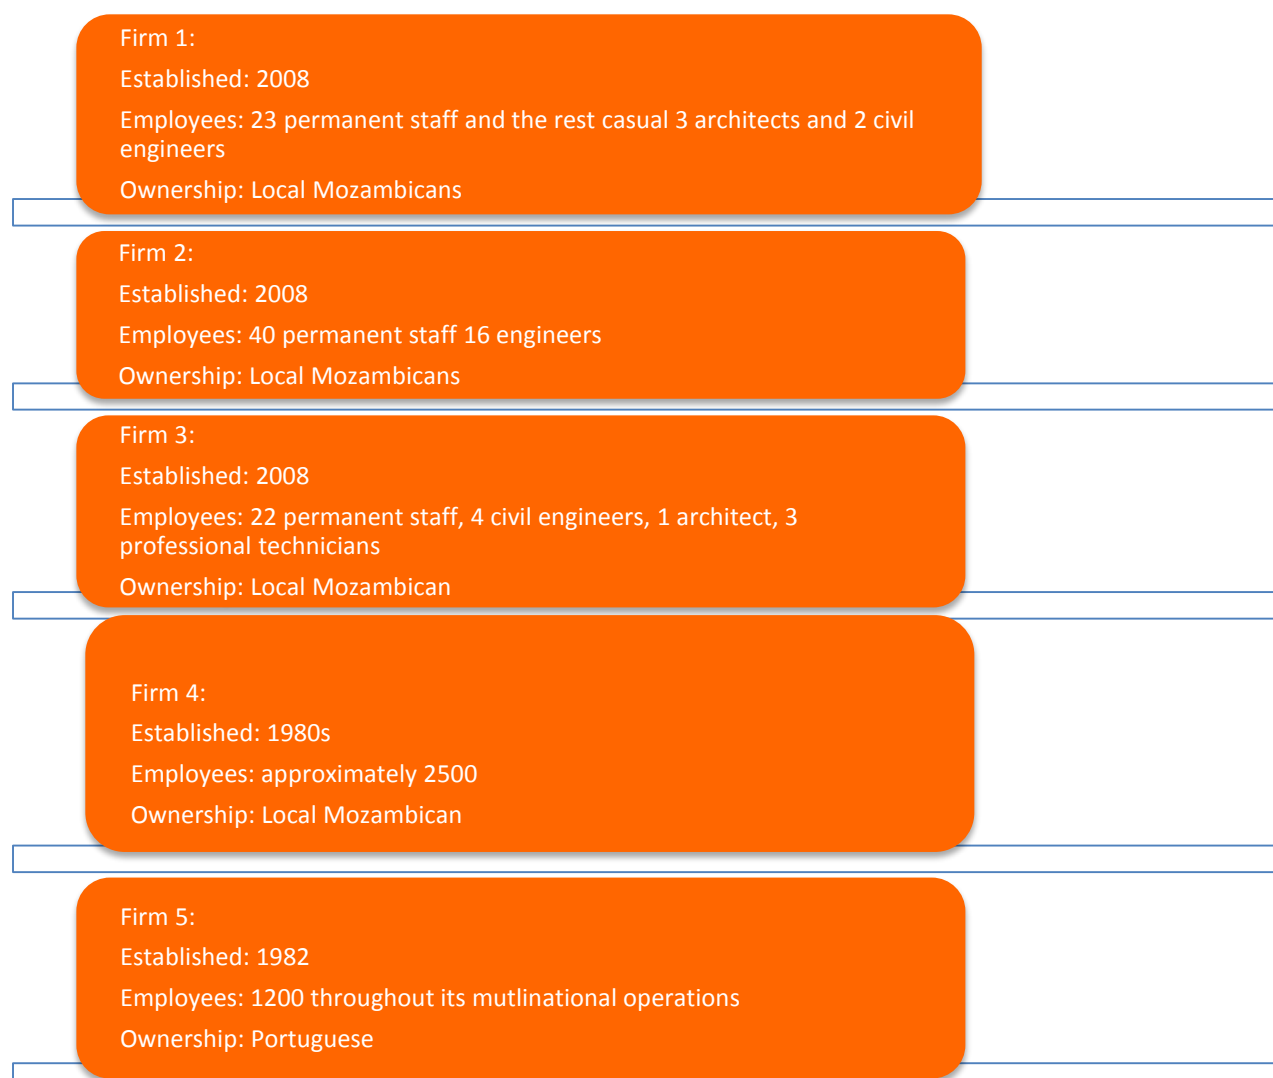 Firm 1:
Established: 2008
Employees: 23 permanent staff and the rest casual 3 architects and 2 civil
engineers
Ownership: Local Mozambicans
Firm 2:
Established: 2008
Employees: 40 permanent staff 16 engineers
Ownership: Local Mozambicans
Firm 3:
Established: 2008
Employees: 22 permanent staff, 4 civil engineers, 1 architect, 3
professional technicians
Ownership: Local Mozambican
Firm 4:
Established: 1980s
Employees: approximately 2500
Ownership: Local Mozambican
Firm 5:
Established: 1982
Employees: 1200 throughout its mutlinational operations
Ownership: Portuguese